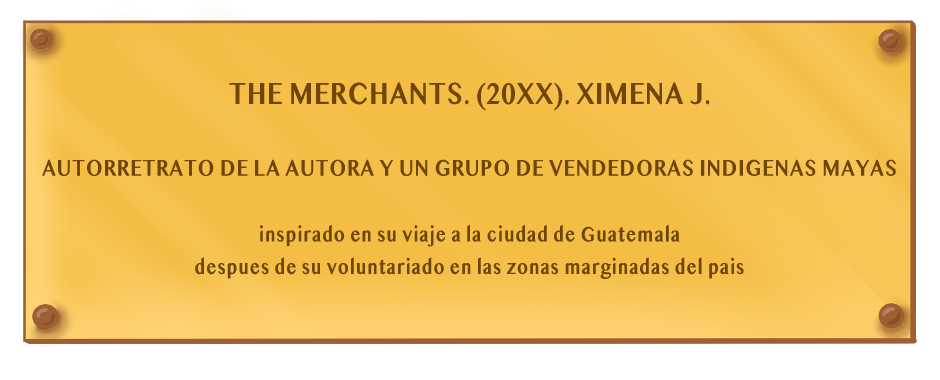 THE MERCHANTS. (20XX). XIMENA J.
AUTORRETRATO DE LA AUTORA Y UN GRUPO DE VENDEDORAS INDIGENAS MAYAS
inspirado en su viaje a la ciudad de Guatemala
despues de su voluntariado en las zonas marginadas del pais